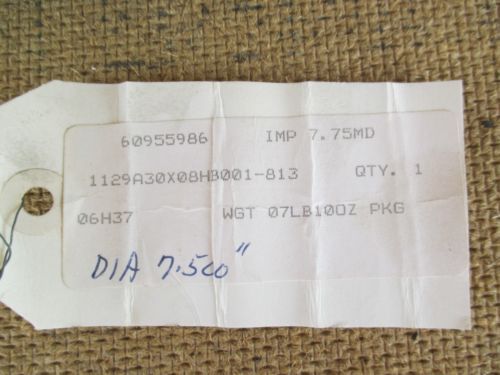 60955986 IMP 7.75MD
1129A30X08HB001-813 QTY. 1
06H37 WGT 07LB10OZ PKG
DIA 7.500"